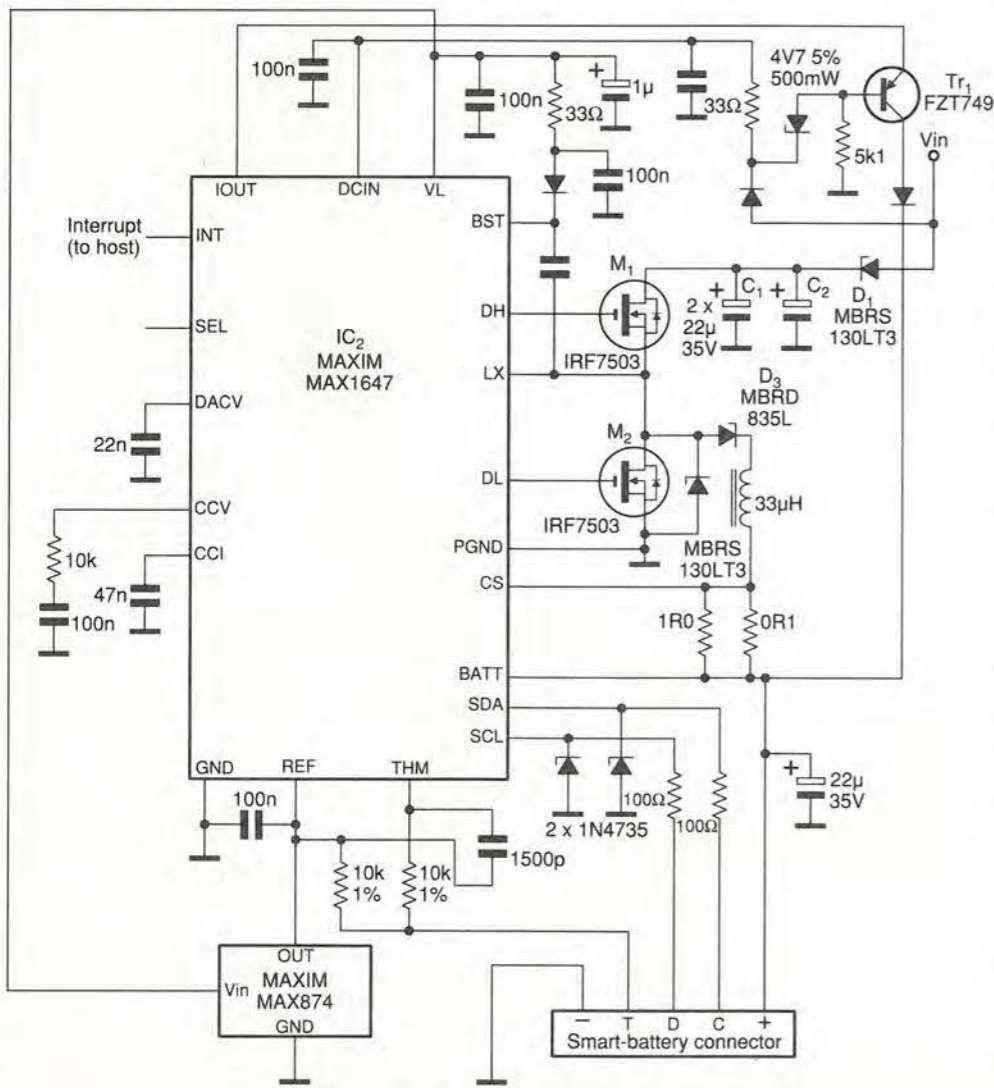 100n
100n
33Ω
+
1µ
33Ω
4V7 5%
500mW
Tr1
FZT749
5k1
Vin
100n
IOUT
DCIN
VL
Interrupt
(to host)
INT
BST
SEL
IC2
MAXIM
MAX1647
DH
M1
IRF7503
+
2 x
22µ
35V
C1
+
C2
D1
MBRS
130LT3
LX
D3
MBRD
835L
DACV
22n
DL
M2
IRF7503
MBRS
130LT3
33µH
CCV
10k
100n
CCI
47n
PGND
CS
1R0
0R1
BATT
SDA
SCL
GND
REF
THM
100n
2 x 1N4735
100Ω
100Ω
+
22µ
35V
1500p
10k
1%
10k
1%
OUT
Vin
MAXIM
MAX874
GND
−
T
D
C
+
Smart-battery connector